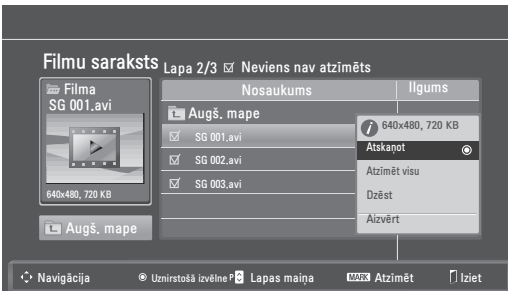 Filmu saraksts Lapa 2/3 Neviens nav atzīmēts
Filma
SG 001.avi
640x480, 720 KB
Augš. mape
Nosaukums Ilgums
Augš. mape
SG 001.avi
SG 002.avi
SG 003.avi
640x480, 720 KB
Atskaņot
Atzīmēt visu
Dzēst
Aizvērt
Navigācija Uznirstošā izvēlne P Lapas maiņa MARK Atzīmēt Iziet